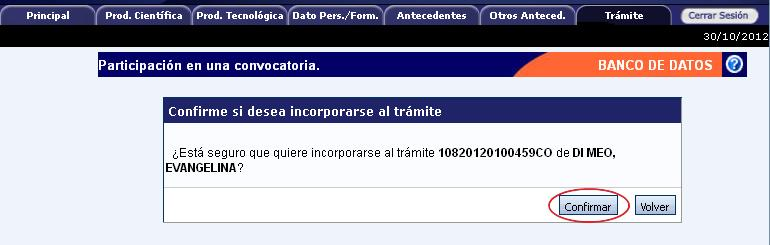 Principal Prod. Científica Prod. Tecnológica Dato Pers./Form. Antecedentes Otros Anteced. Trámite Cerrar Sesión
30/10/2012
Participación en una convocatoria. BANCO DE DATOS ?
Confirme si desea incorporarse al trámite
¿Está seguro que quiere incorporarse al trámite 10820120100459CO de DI MEO,
EVANGELINA?
Confirmar Volver